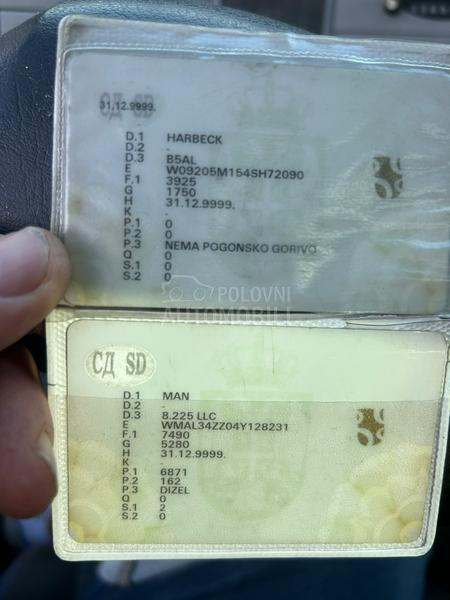 СД SD
31.12.9999.
D.1 HARBECK
D.2 -
D.3 B5AL
E W09205M154SH72090
F.1 3925
G 1750
H 31.12.9999.
K -
P.1 0
P.2 0
P.3 NEMA POGONSKO GORIVO
Q 0
S.1 0
S.2 0
POLOVNI
AUTOMOBILI
СД SD
D.1 MAN
D.2 -
D.3 8.225 LLC
E WMAL34ZZ04Y128231
F.1 7490
G 5280
H 31.12.9999.
K -
P.1 6871
P.2 162
P.3 DIZEL
Q 0
S.1 2
S.2 0